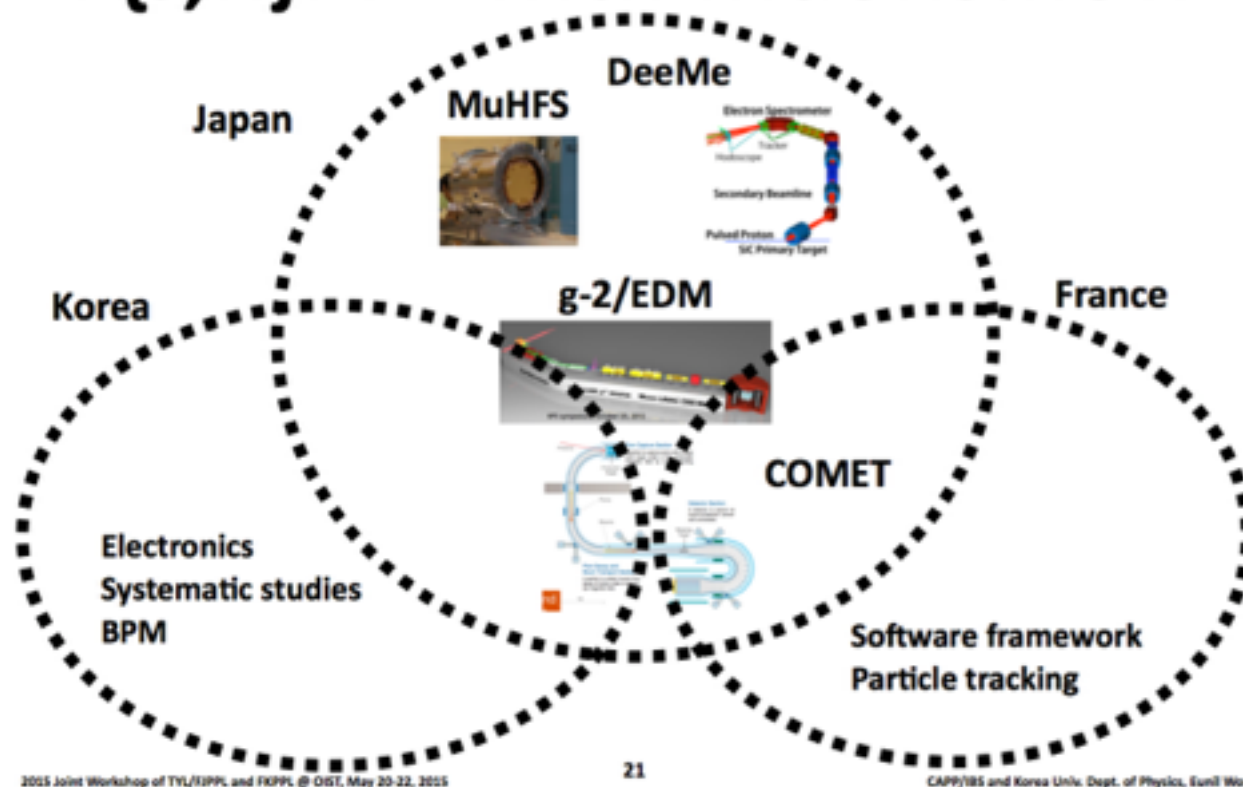 DeeMe
MuHFS
Japan
Electron Spectrometer
Tracker
Hodoscope
Secondary Beamline
Pulsed Proton
SiC Primary Target
g-2/EDM
Korea
France
COMET
Electronics
Systematic studies
BPM
Software framework
Particle tracking
2015 Joint Workshop of TYL/FJPPL and FKPPL @ OIST, May 20-22, 2015
21
CAPP/IBS and Korea Univ. Dept. of Physics, Eunil Wo